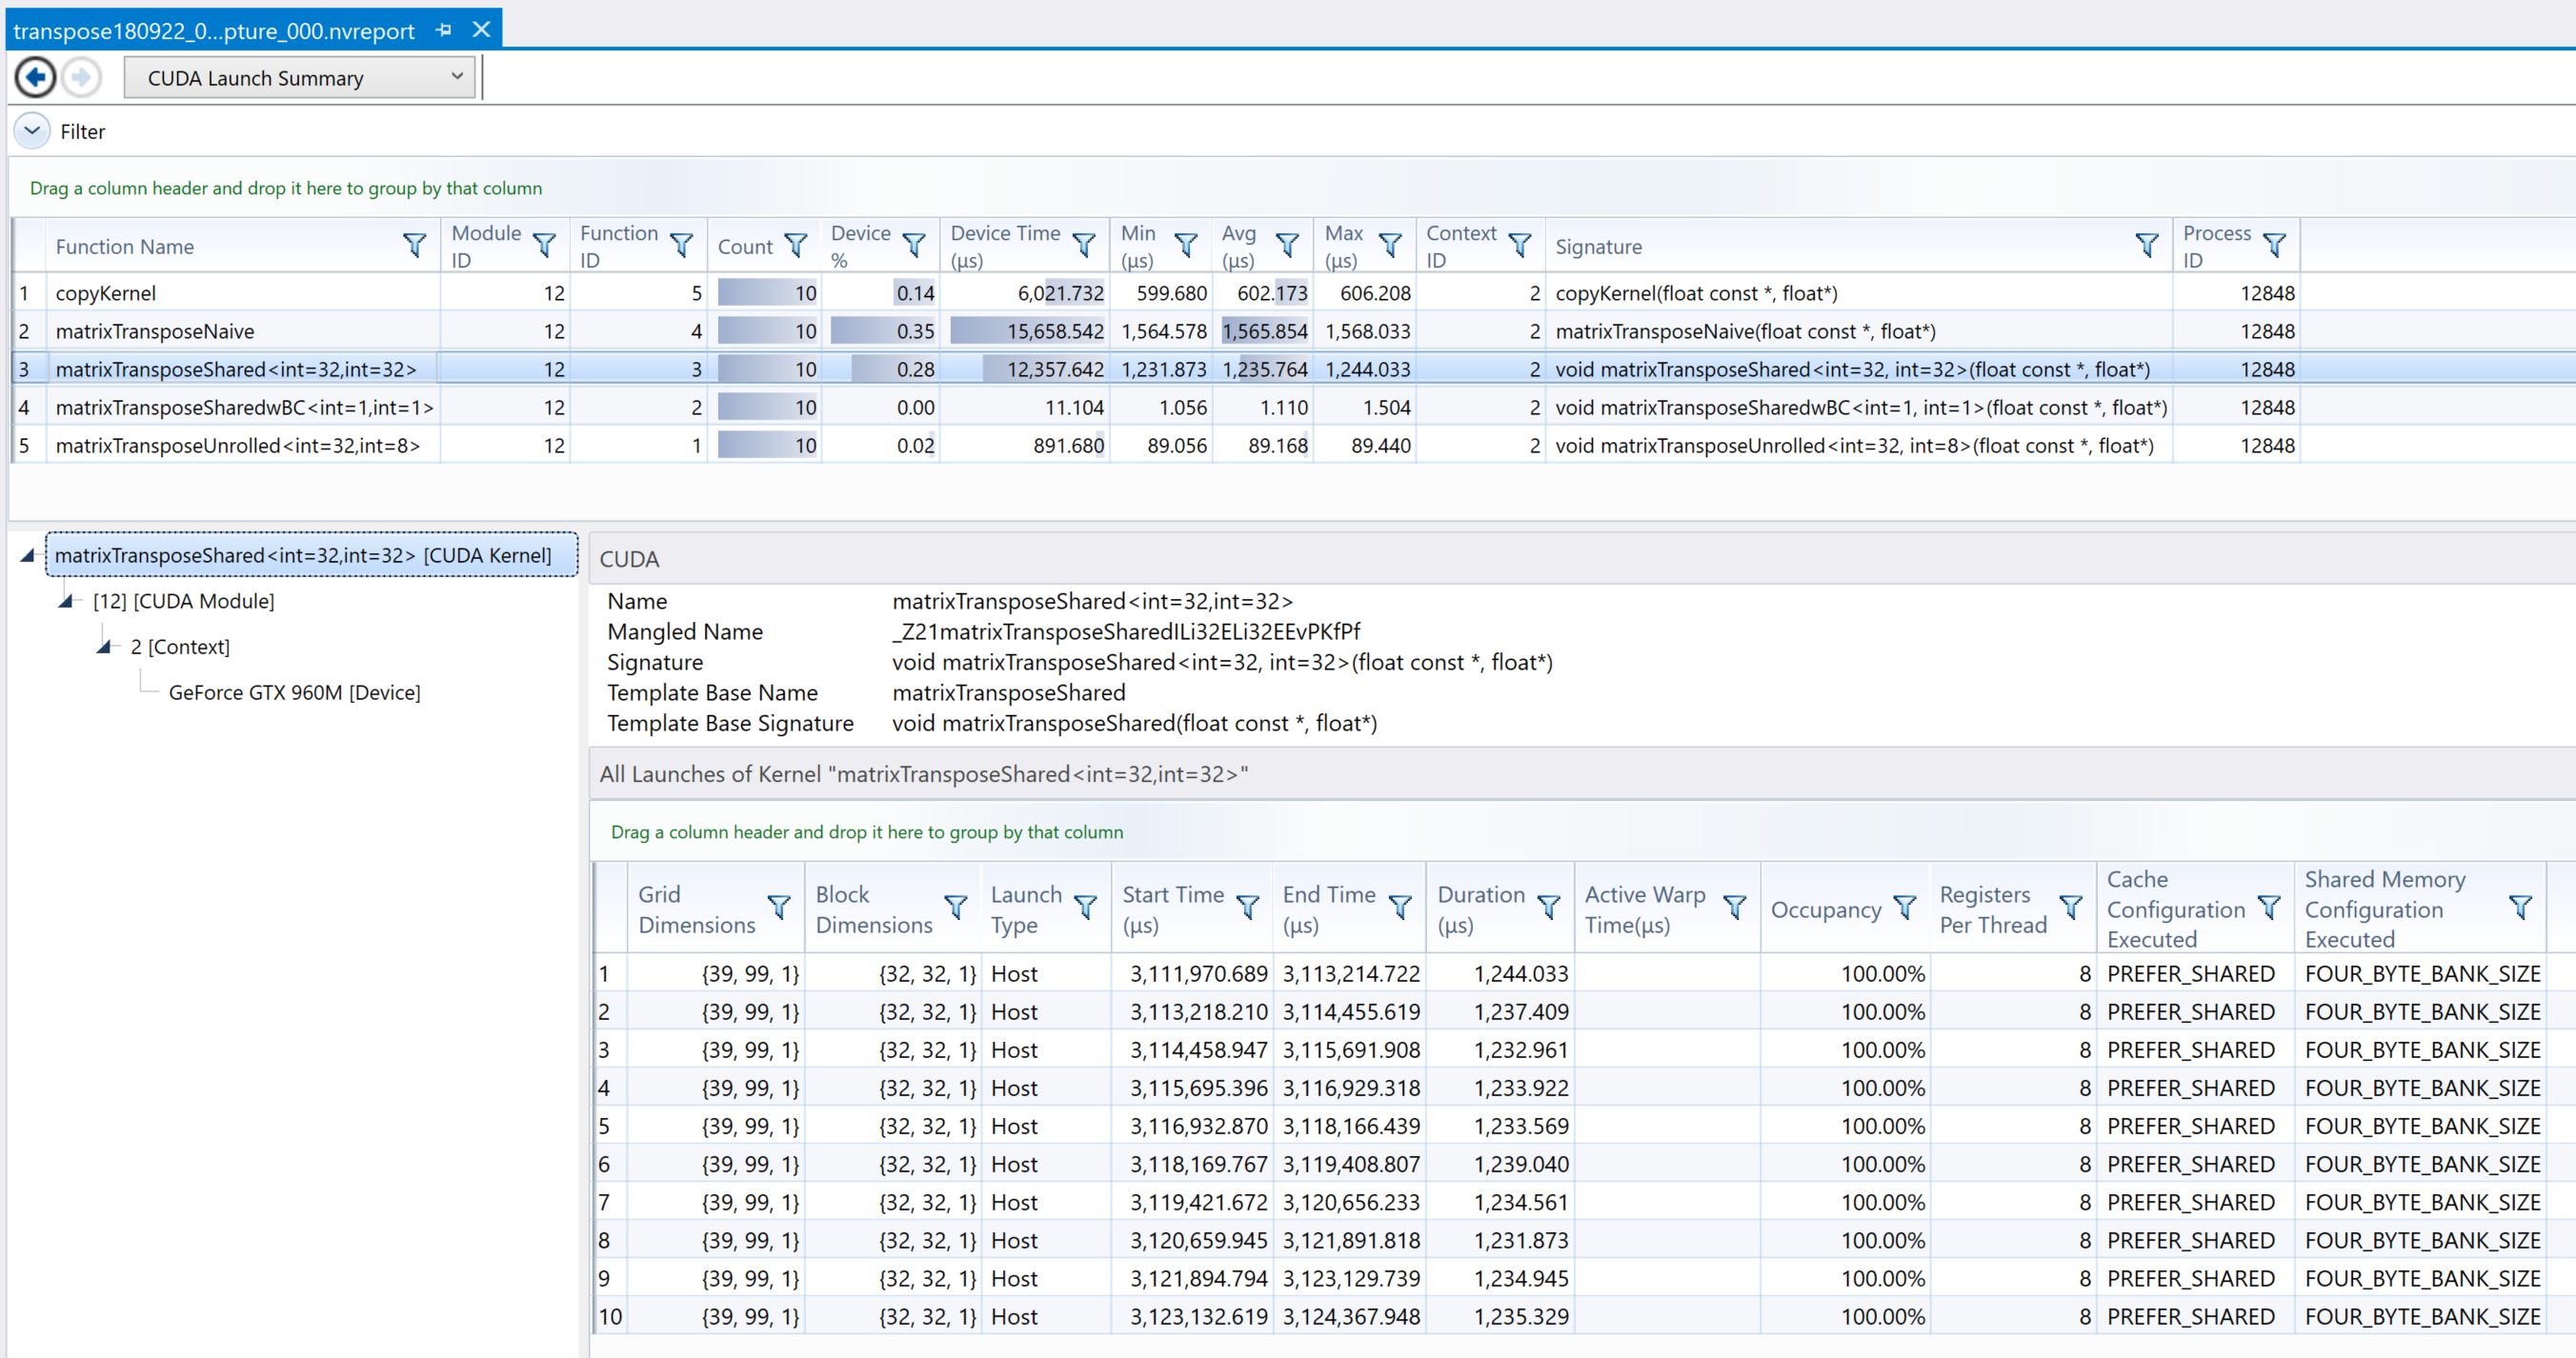 transpose180922_0...pture_000.nvreport
CUDA Launch Summary
Filter
Drag a column header and drop it here to group by that column
Function Name Module ID Function ID Count Device % Device Time (µs) Min (µs) Avg (µs) Max (µs) Context ID Signature Process ID
1 copyKernel 12 5 10 0.14 6,021.732 599.680 602.173 606.208 2 copyKernel(float const *, float*) 12848
2 matrixTransposeNaive 12 4 10 0.35 15,658.542 1,564.578 1,565.854 1,568.033 2 matrixTransposeNaive(float const *, float*) 12848
3 matrixTransposeShared<int=32,int=32> 12 3 10 0.28 12,357.642 1,231.873 1,235.764 1,244.033 2 void matrixTransposeShared<int=32, int=32>(float const *, float*) 12848
4 matrixTransposeSharedwBC<int=1,int=1> 12 2 10 0.00 11.104 1.056 1.110 1.504 2 void matrixTransposeSharedwBC<int=1, int=1>(float const *, float*) 12848
5 matrixTransposeUnrolled<int=32,int=8> 12 1 10 0.02 891.680 89.056 89.168 89.440 2 void matrixTransposeUnrolled<int=32, int=8>(float const *, float*) 12848
matrixTransposeShared<int=32,int=32> [CUDA Kernel]
[12] [CUDA Module]
2 [Context]
GeForce GTX 960M [Device]
CUDA
Name matrixTransposeShared<int=32,int=32>
Mangled Name _Z21matrixTransposeSharedILi32ELi32EEvPKfPf
Signature void matrixTransposeShared<int=32, int=32>(float const *, float*)
Template Base Name matrixTransposeShared
Template Base Signature void matrixTransposeShared(float const *, float*)
All Launches of Kernel "matrixTransposeShared<int=32,int=32>"
Drag a column header and drop it here to group by that column
Grid Dimensions Block Dimensions Launch Type Start Time (µs) End Time (µs) Duration (µs) Active Warp Time(µs) Occupancy Registers Per Thread Cache Configuration Executed Shared Memory Configuration Executed
1 {39, 99, 1} {32, 32, 1} Host 3,111,970.689 3,113,214.722 1,244.033 100.00% 8 PREFER_SHARED FOUR_BYTE_BANK_SIZE
2 {39, 99, 1} {32, 32, 1} Host 3,113,218.210 3,114,455.619 1,237.409 100.00% 8 PREFER_SHARED FOUR_BYTE_BANK_SIZE
3 {39, 99, 1} {32, 32, 1} Host 3,114,458.947 3,115,691.908 1,232.961 100.00% 8 PREFER_SHARED FOUR_BYTE_BANK_SIZE
4 {39, 99, 1} {32, 32, 1} Host 3,115,695.396 3,116,929.318 1,233.922 100.00% 8 PREFER_SHARED FOUR_BYTE_BANK_SIZE
5 {39, 99, 1} {32, 32, 1} Host 3,116,932.870 3,118,166.439 1,233.569 100.00% 8 PREFER_SHARED FOUR_BYTE_BANK_SIZE
6 {39, 99, 1} {32, 32, 1} Host 3,118,169.767 3,119,408.807 1,239.040 100.00% 8 PREFER_SHARED FOUR_BYTE_BANK_SIZE
7 {39, 99, 1} {32, 32, 1} Host 3,119,421.672 3,120,656.233 1,234.561 100.00% 8 PREFER_SHARED FOUR_BYTE_BANK_SIZE
8 {39, 99, 1} {32, 32, 1} Host 3,120,659.945 3,121,891.818 1,231.873 100.00% 8 PREFER_SHARED FOUR_BYTE_BANK_SIZE
9 {39, 99, 1} {32, 32, 1} Host 3,121,894.794 3,123,129.739 1,234.945 100.00% 8 PREFER_SHARED FOUR_BYTE_BANK_SIZE
10 {39, 99, 1} {32, 32, 1} Host 3,123,132.619 3,124,367.948 1,235.329 100.00% 8 PREFER_SHARED FOUR_BYTE_BANK_SIZE